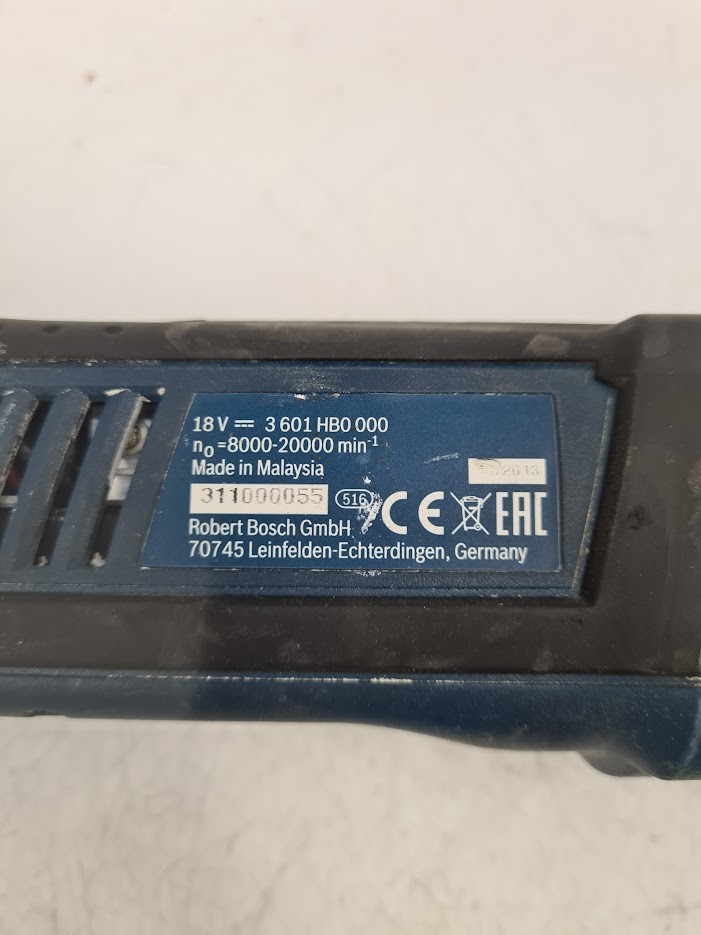 18 V ⎓ 3 601 HB0 000
n₀=8000-20000 min⁻¹
Made in Malaysia
2013
311000055 516 CE EAC
Robert Bosch GmbH
70745 Leinfelden-Echterdingen, Germany